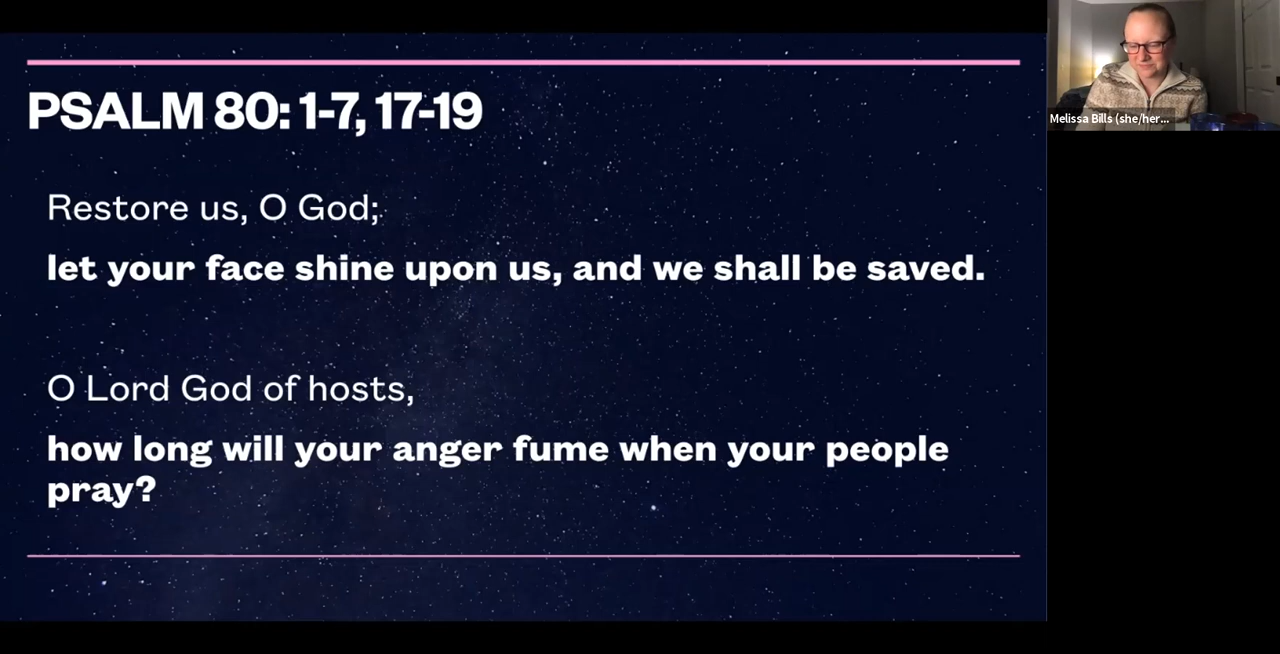 PSALM 80: 1-7, 17-19
Restore us, O God;
let your face shine upon us, and we shall be saved.
O Lord God of hosts,
how long will your anger fume when your people
pray?
Melissa Bills (she/her...